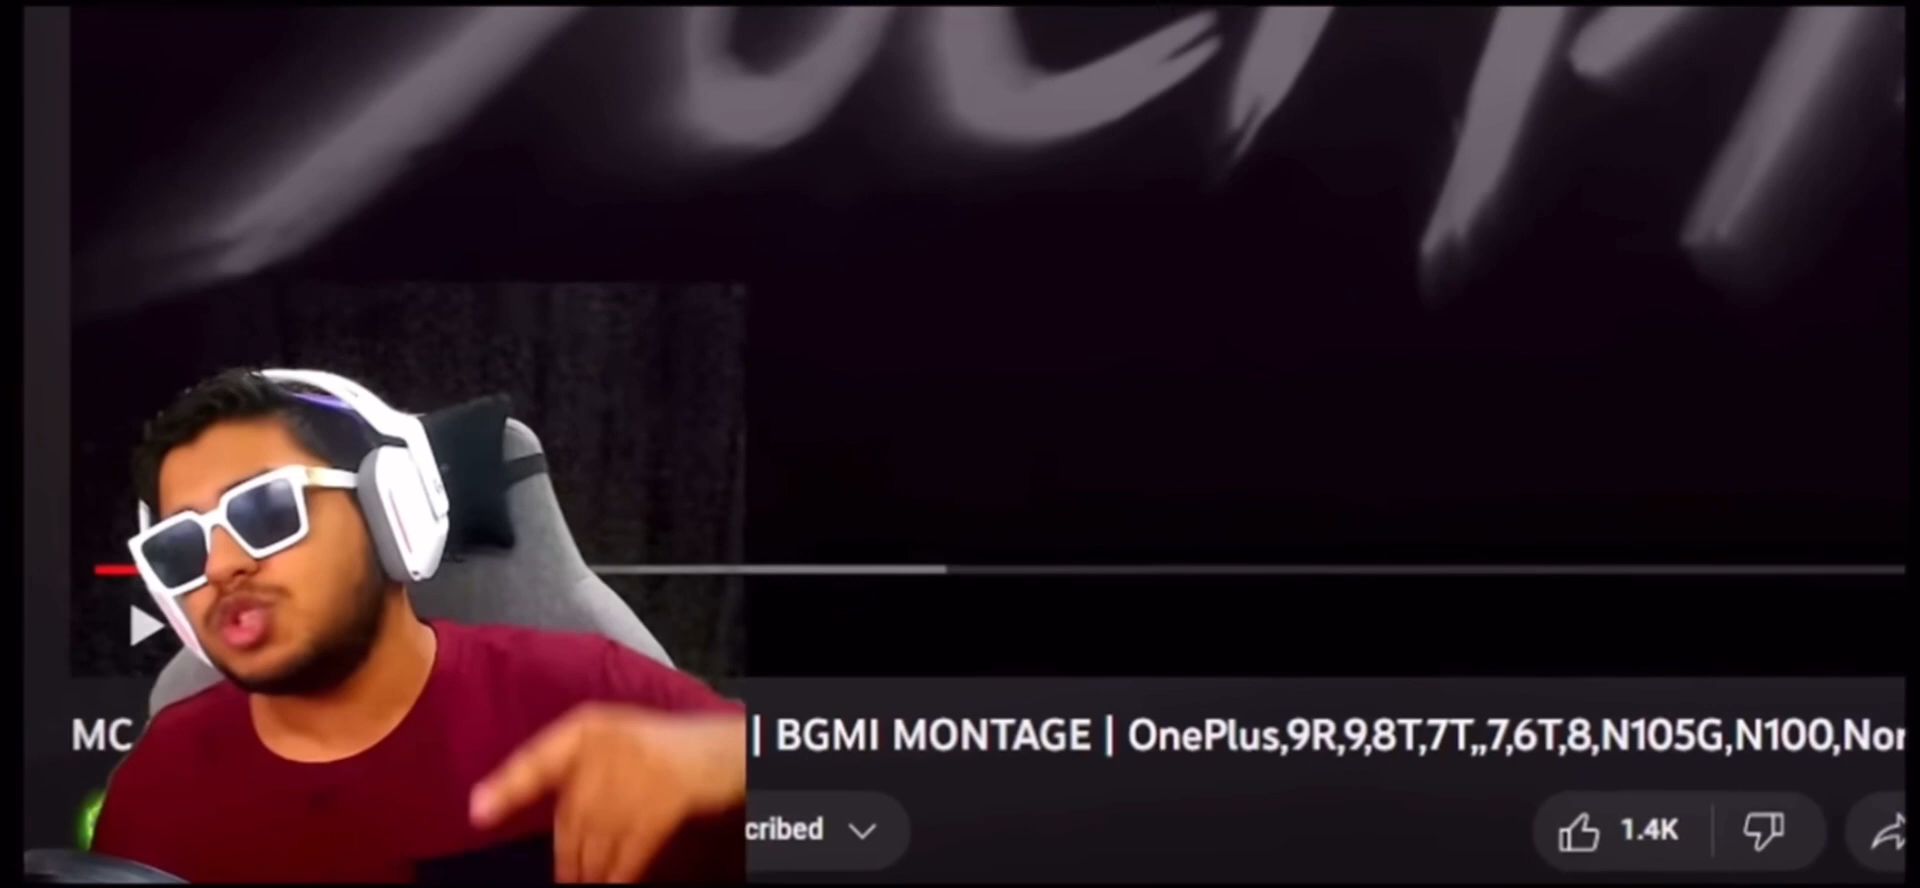 MC
| BGMI MONTAGE | OnePlus,9R,9,8T,7T,,7,6T,8,N105G,N100,Nor
cribed
1.4K